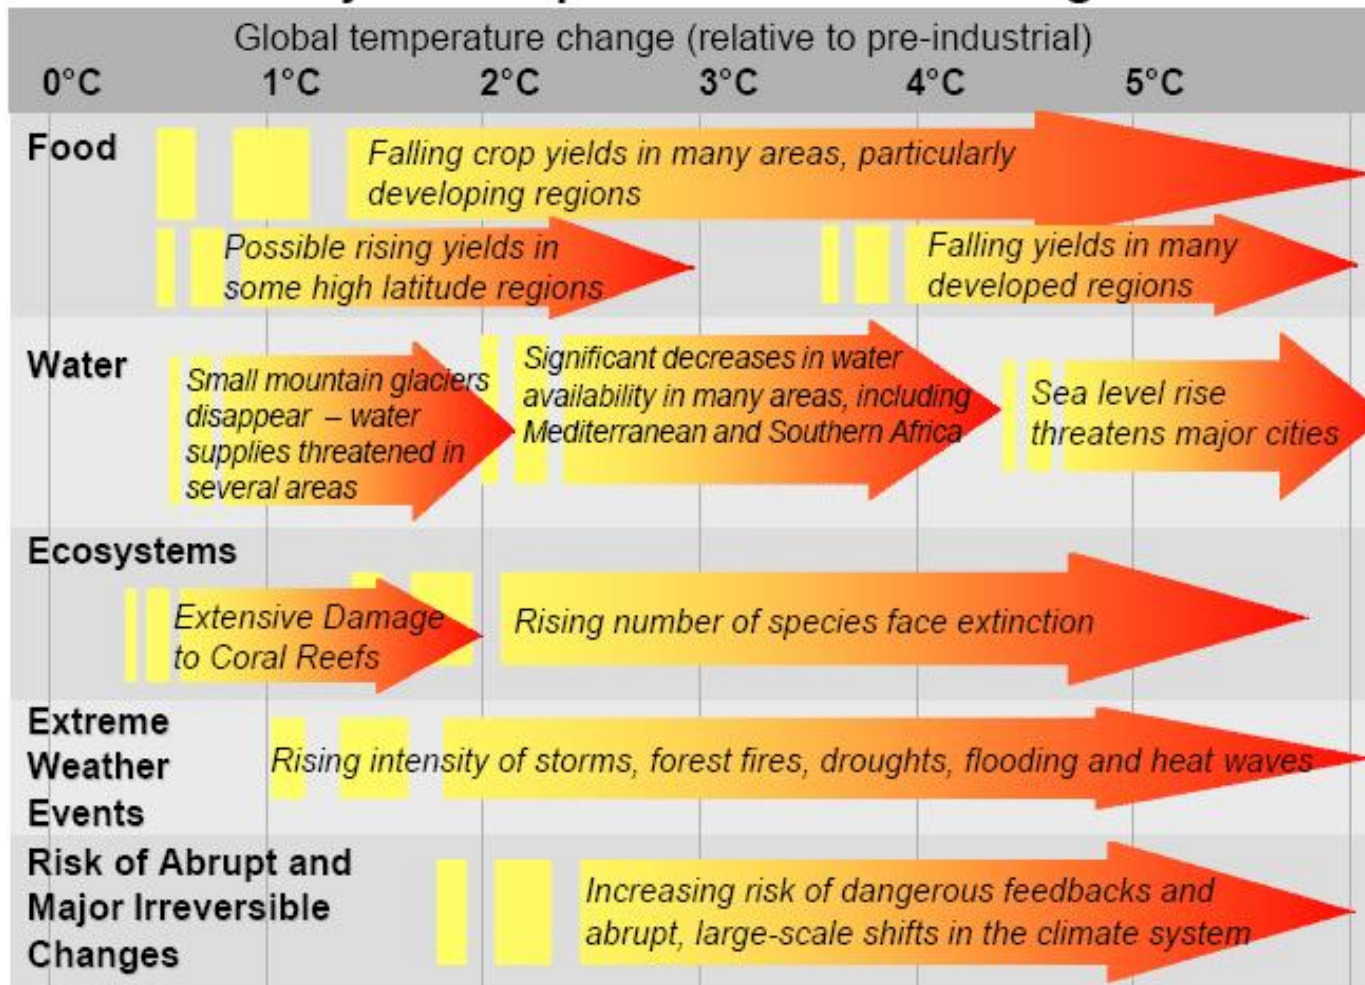 Global temperature change (relative to pre-industrial)
0°C 1°C 2°C 3°C 4°C 5°C
Food
Falling crop yields in many areas, particularly
developing regions
Possible rising yields in
some high latitude regions
Falling yields in many
developed regions
Water
Small mountain glaciers
disappear – water
supplies threatened in
several areas
Significant decreases in water
availability in many areas, including
Mediterranean and Southern Africa
Sea level rise
threatens major cities
Ecosystems
Extensive Damage
to Coral Reefs
Rising number of species face extinction
Extreme
Weather
Events
Rising intensity of storms, forest fires, droughts, flooding and heat waves
Risk of Abrupt and
Major Irreversible
Changes
Increasing risk of dangerous feedbacks and
abrupt, large-scale shifts in the climate system